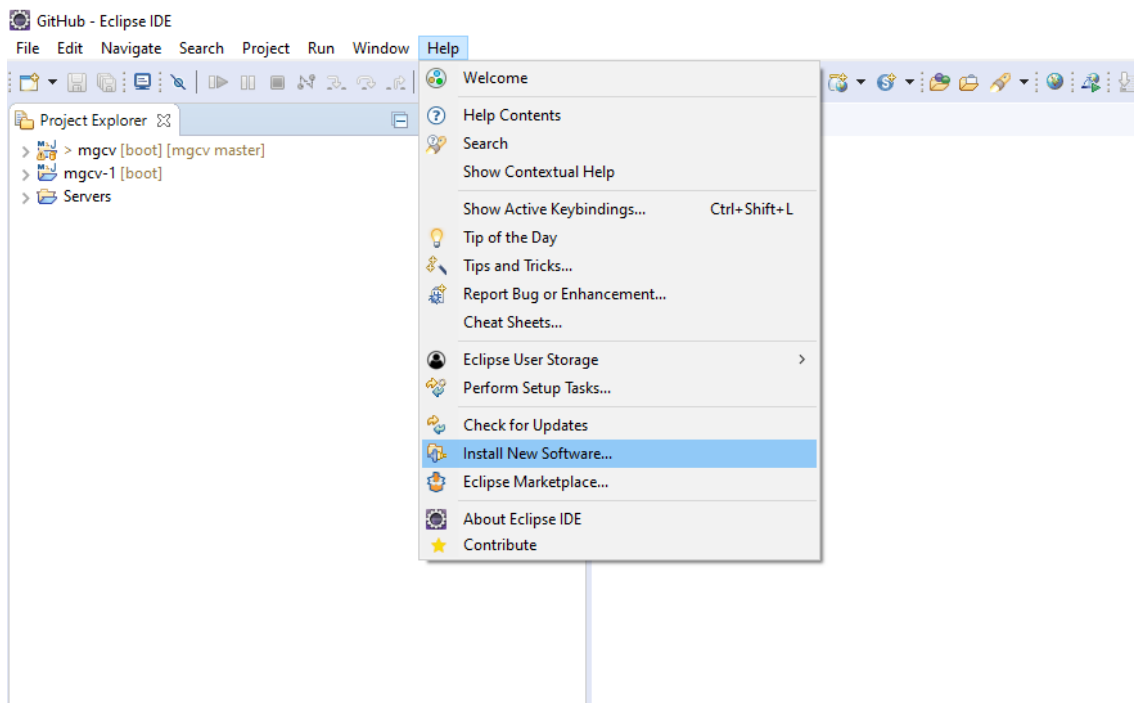 GitHub - Eclipse IDE
File Edit Navigate Search Project Run Window Help
Project Explorer
> mgcv [boot] [mgcv master]
mgcv-1 [boot]
Servers
Welcome
Help Contents
Search
Show Contextual Help
Show Active Keybindings... Ctrl+Shift+L
Tip of the Day
Tips and Tricks...
Report Bug or Enhancement...
Cheat Sheets...
Eclipse User Storage
Perform Setup Tasks...
Check for Updates
Install New Software...
Eclipse Marketplace...
About Eclipse IDE
Contribute